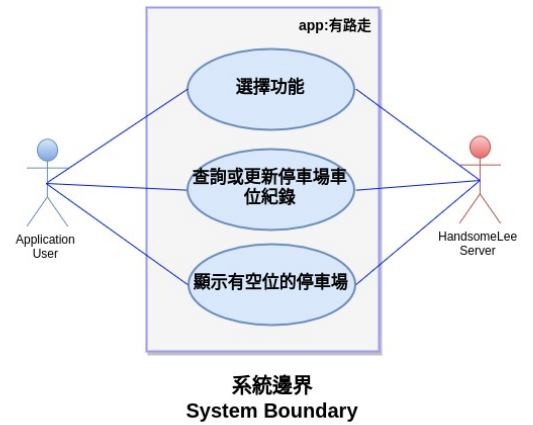 app:有路走
選擇功能
查詢或更新停車場車
位紀錄
顯示有空位的停車場
Application
User
HandsomeLee
Server
系統邊界
System Boundary